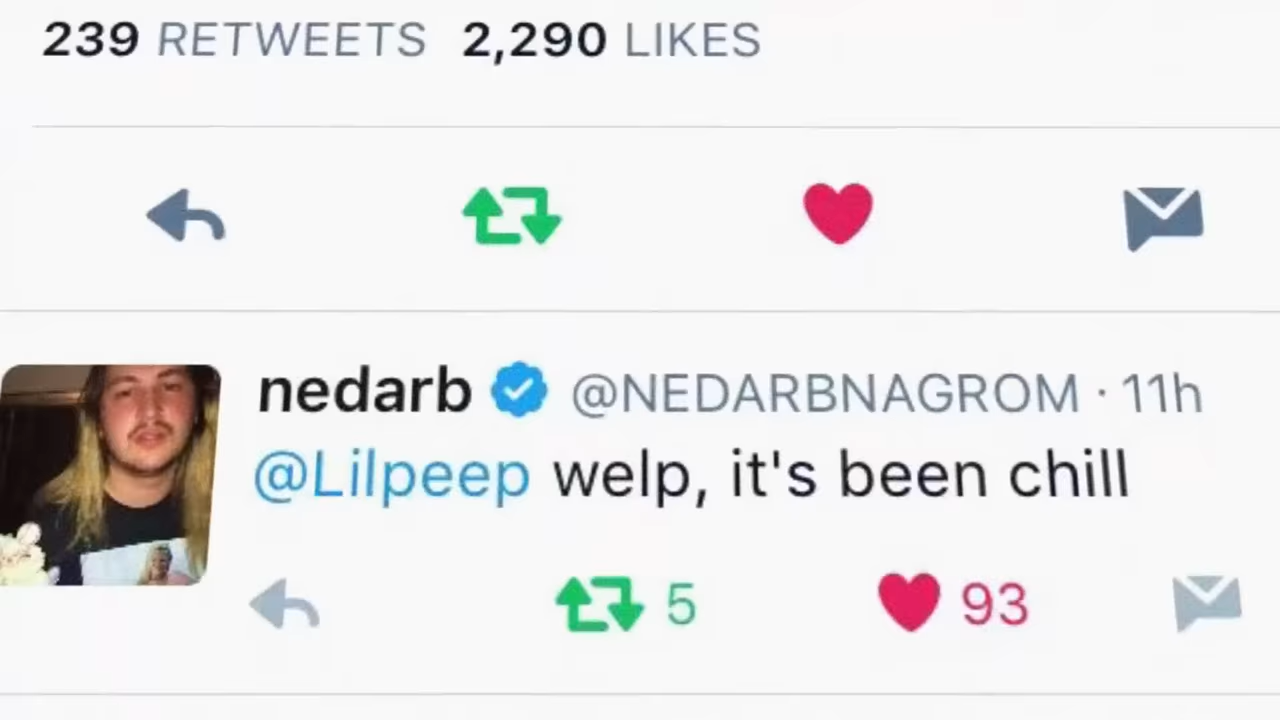 239 RETWEETS 2,290 LIKES
nedarb @NEDARBNAGROM · 11h
@Lilpeep welp, it's been chill
5 93